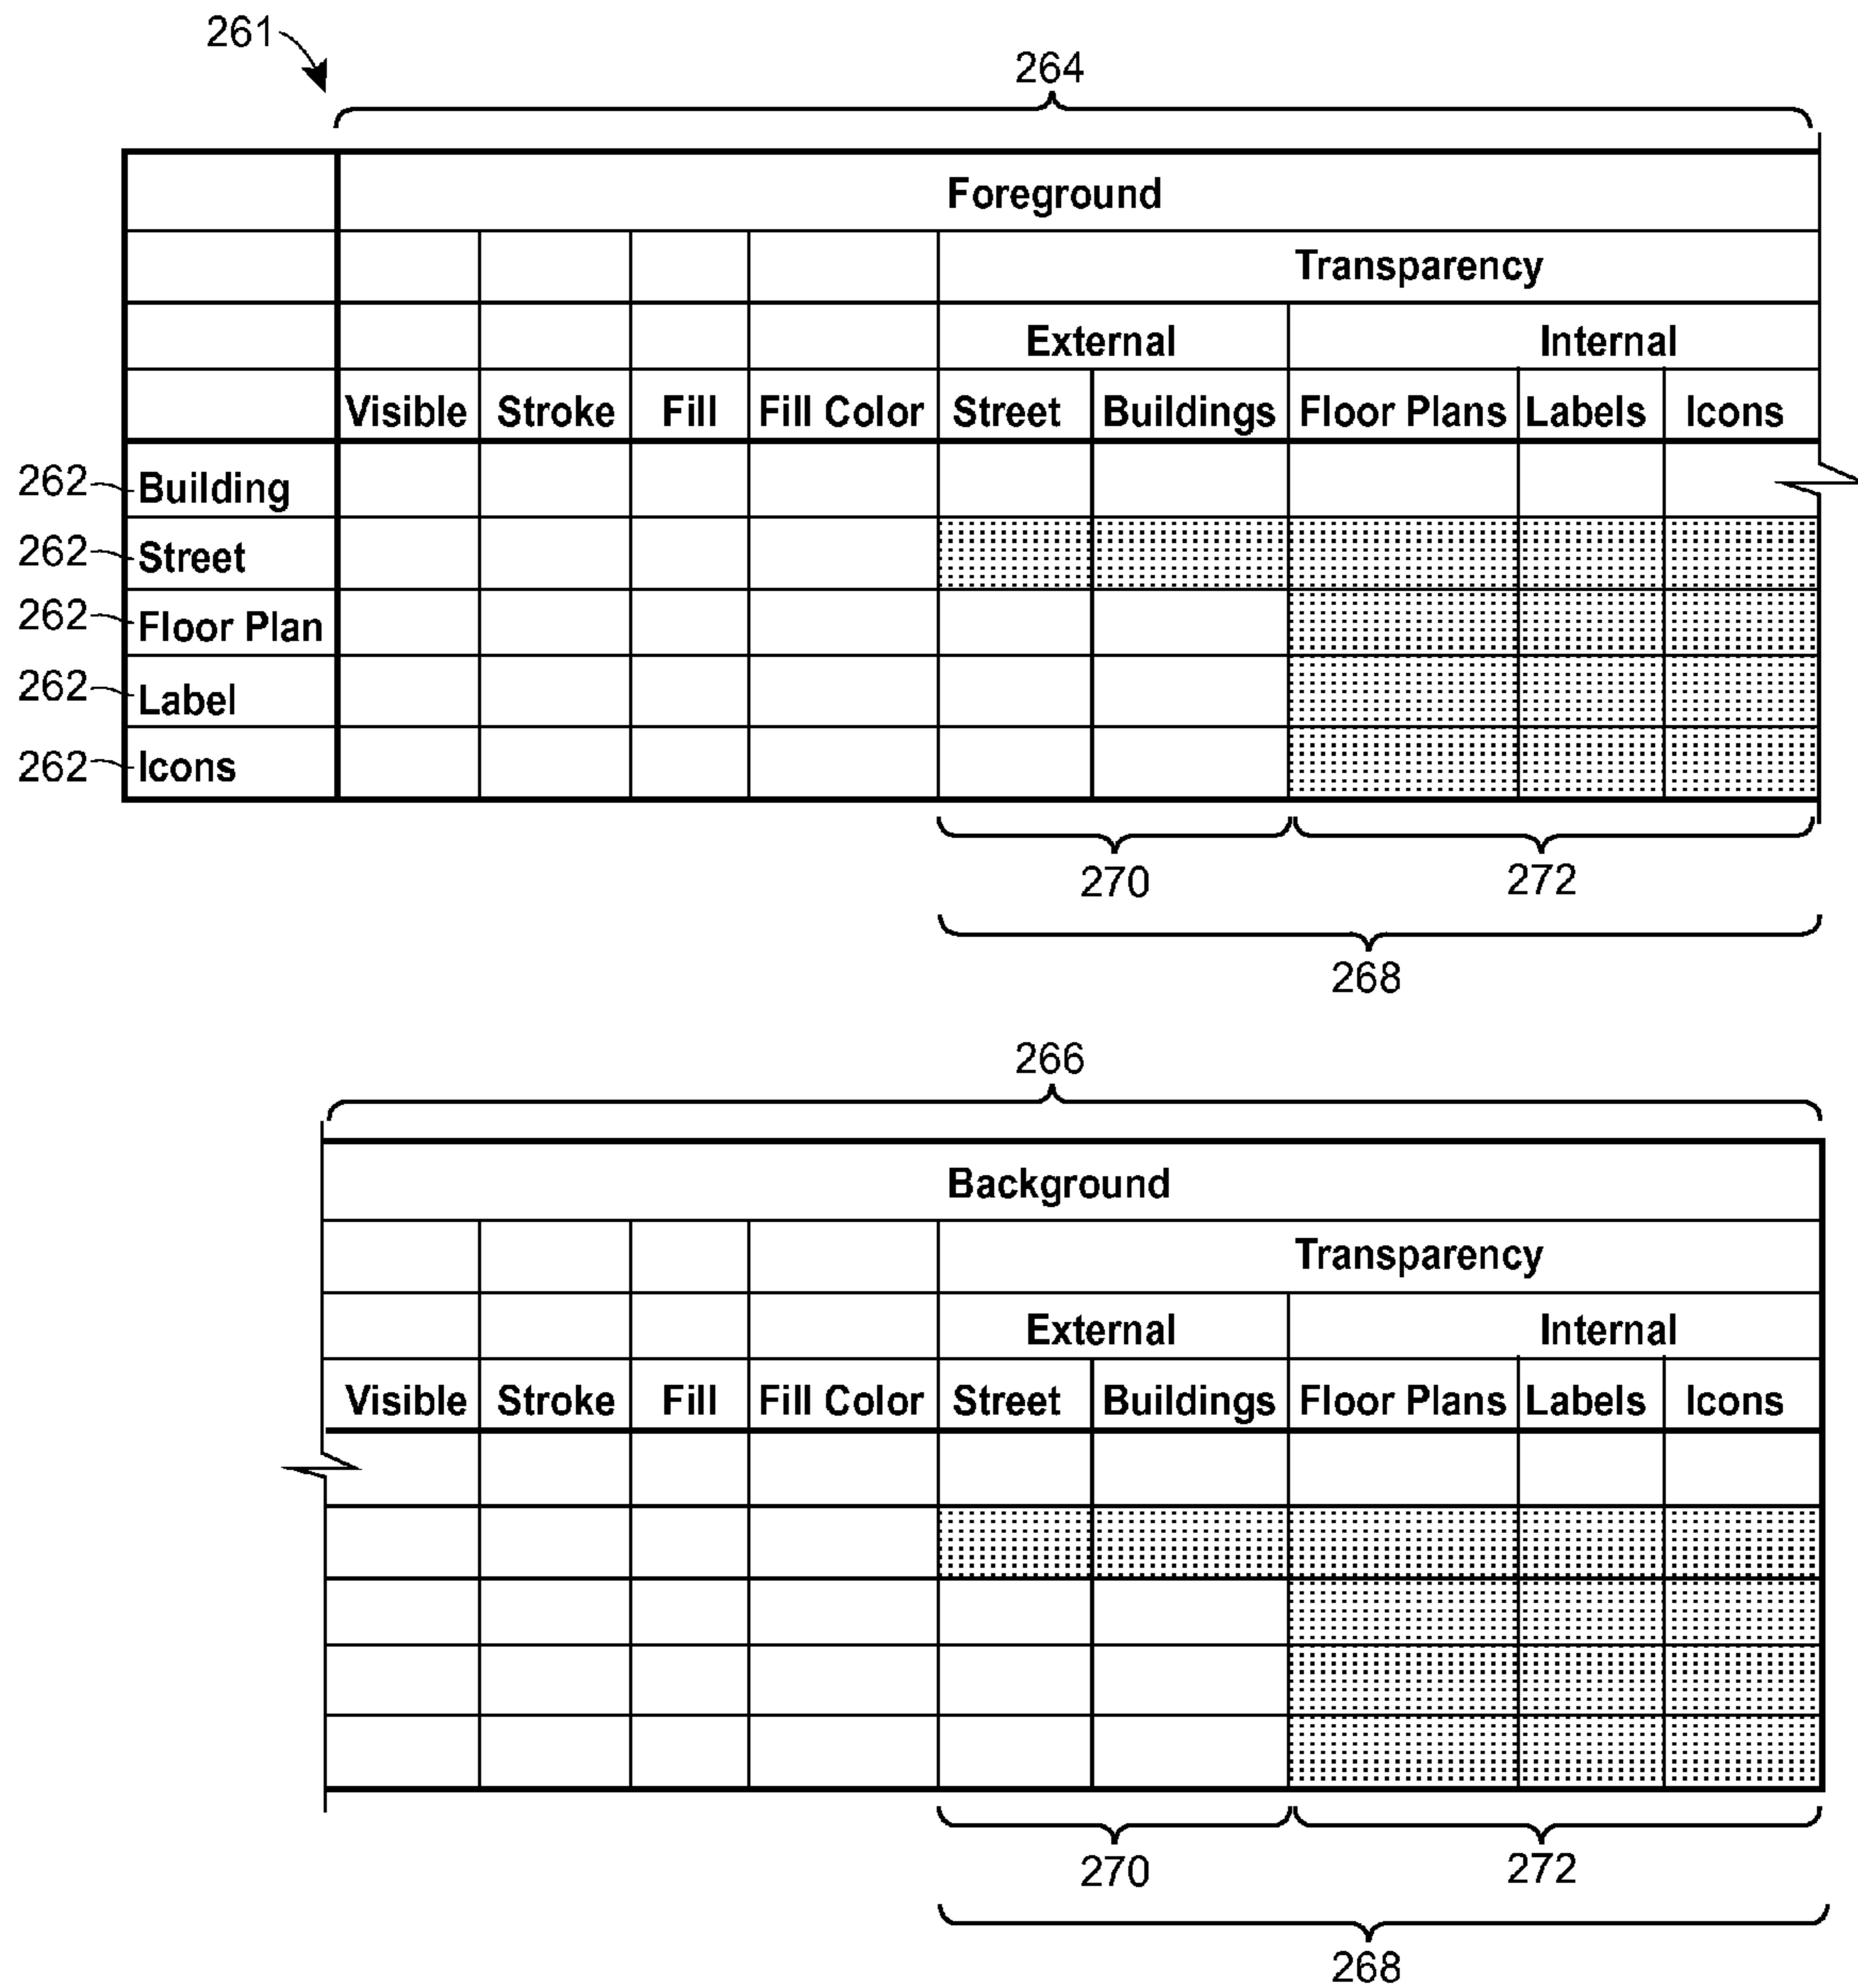 261
264
Foreground
Transparency
External Internal
Visible Stroke Fill Fill Color Street Buildings Floor Plans Labels Icons
262 Building
262 Street
262 Floor Plan
262 Label
262 Icons
270 272
268
266
Background
Transparency
External Internal
Visible Stroke Fill Fill Color Street Buildings Floor Plans Labels Icons
270 272
268